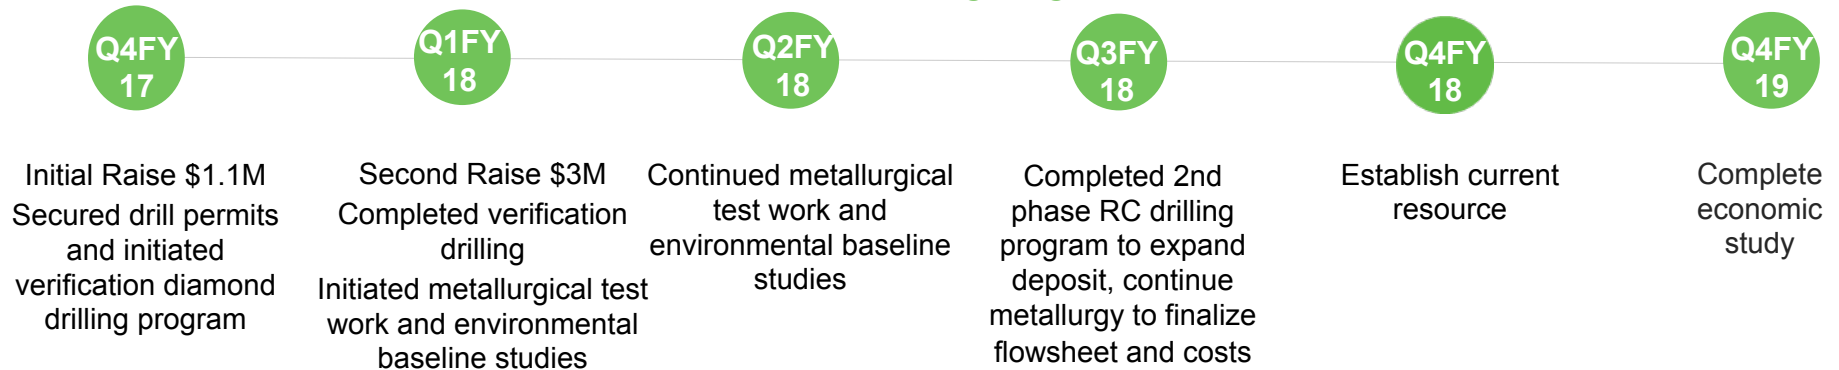 Q4FY
17
Q1FY
18
Q2FY
18
Q3FY
18
Q4FY
18
Q4FY
19
Initial Raise $1.1M
Secured drill permits
and initiated
verification diamond
drilling program
Second Raise $3M
Completed verification
drilling
Initiated metallurgical test
work and environmental
baseline studies
Continued metallurgical
test work and
environmental baseline
studies
Completed 2nd
phase RC drilling
program to expand
deposit, continue
metallurgy to finalize
flowsheet and costs
Establish current
resource
Complete
economic
study